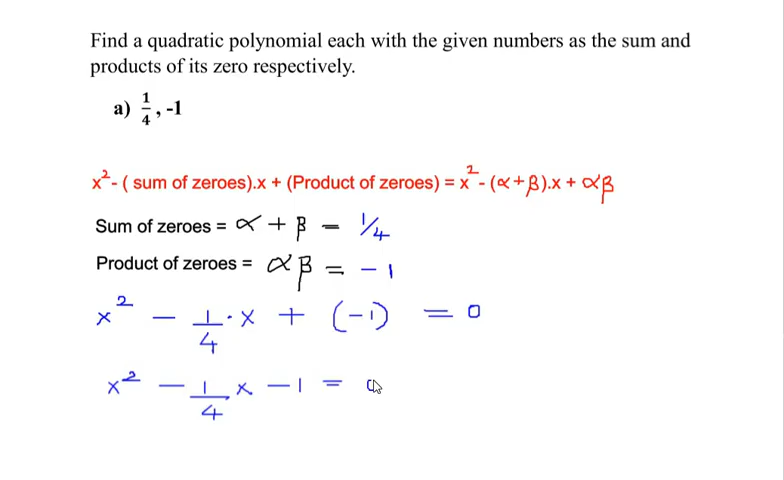 Find a quadratic polynomial each with the given numbers as the sum and
products of its zero respectively.
a) 1/4 , -1
x² - ( sum of zeroes).x + (Product of zeroes) = x² - (α + β).x + αβ
Sum of zeroes = α + β = 1/4
Product of zeroes = αβ = - 1
x² - 1/4 · x + (-1) = 0
x² - 1/4 x - 1 =